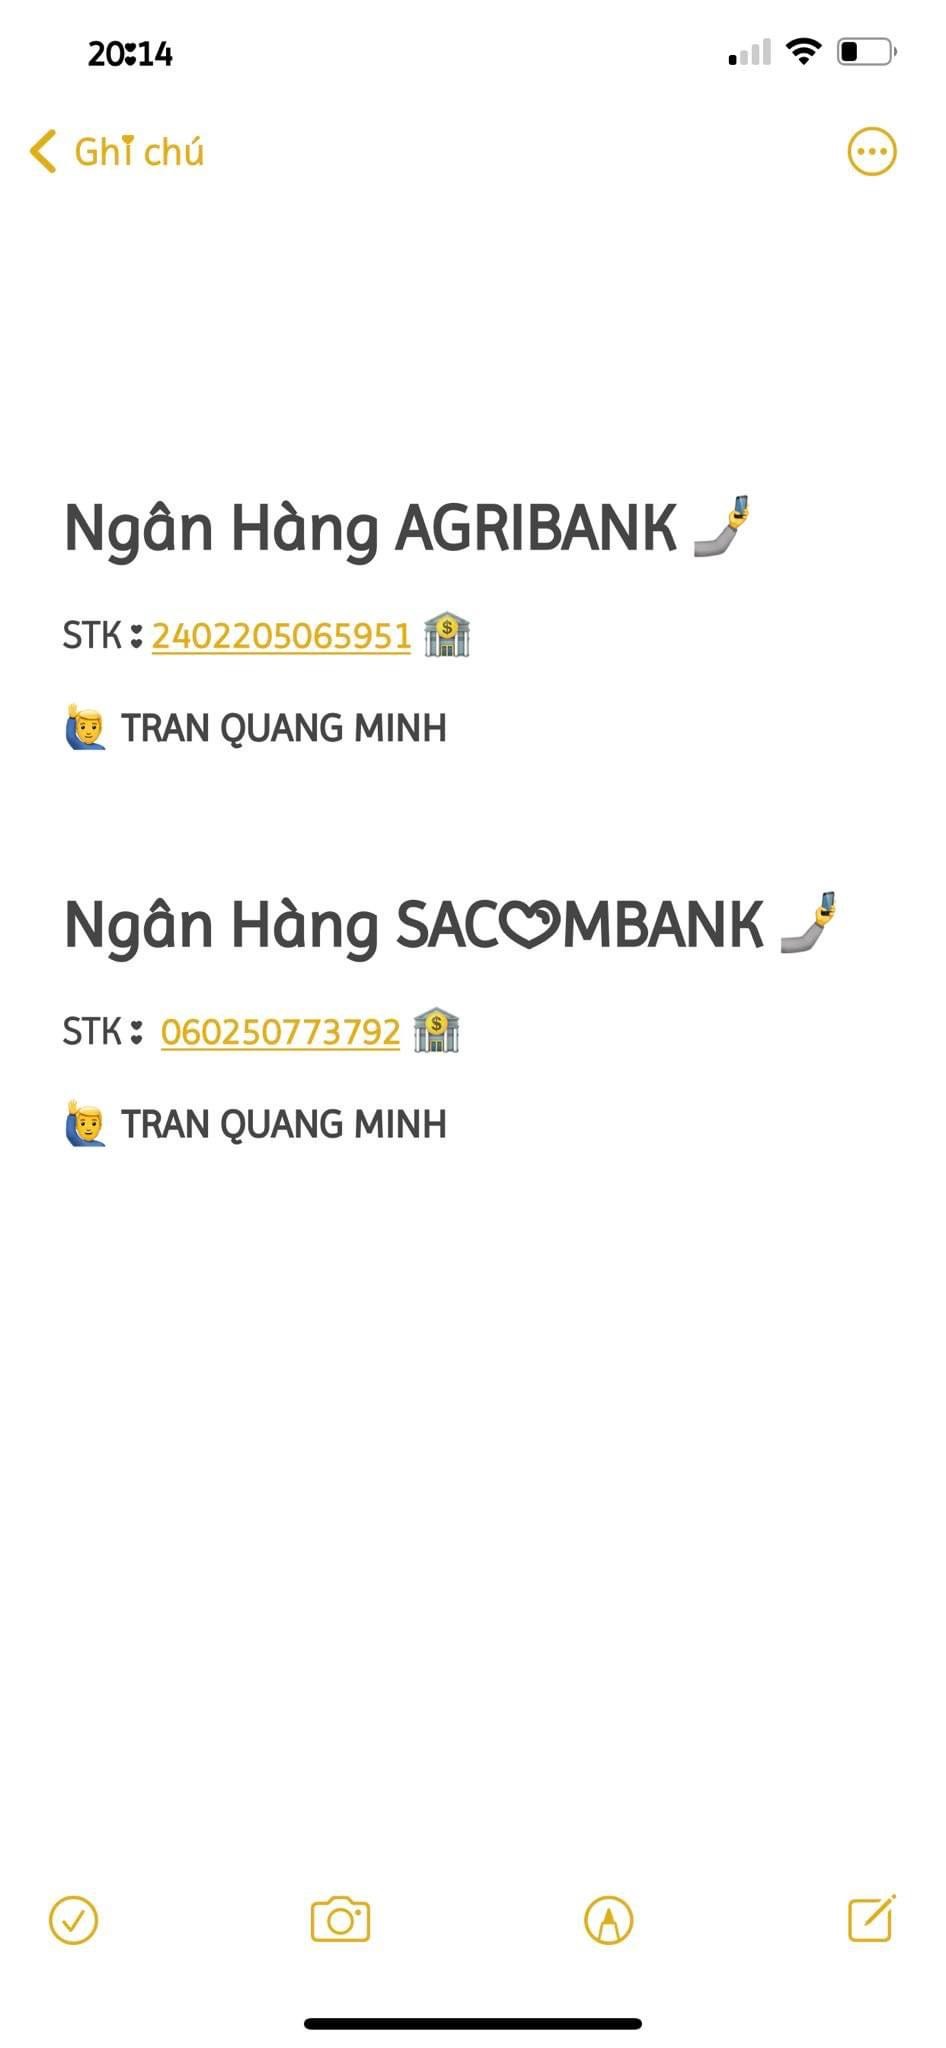 20:14
Ghi chú
Ngân Hàng AGRIBANK 🤳
STK: 2402205065951 🏦
🙋‍♂️ TRAN QUANG MINH
Ngân Hàng SACOMBANK 🤳
STK: 060250773792 🏦
🙋‍♂️ TRAN QUANG MINH